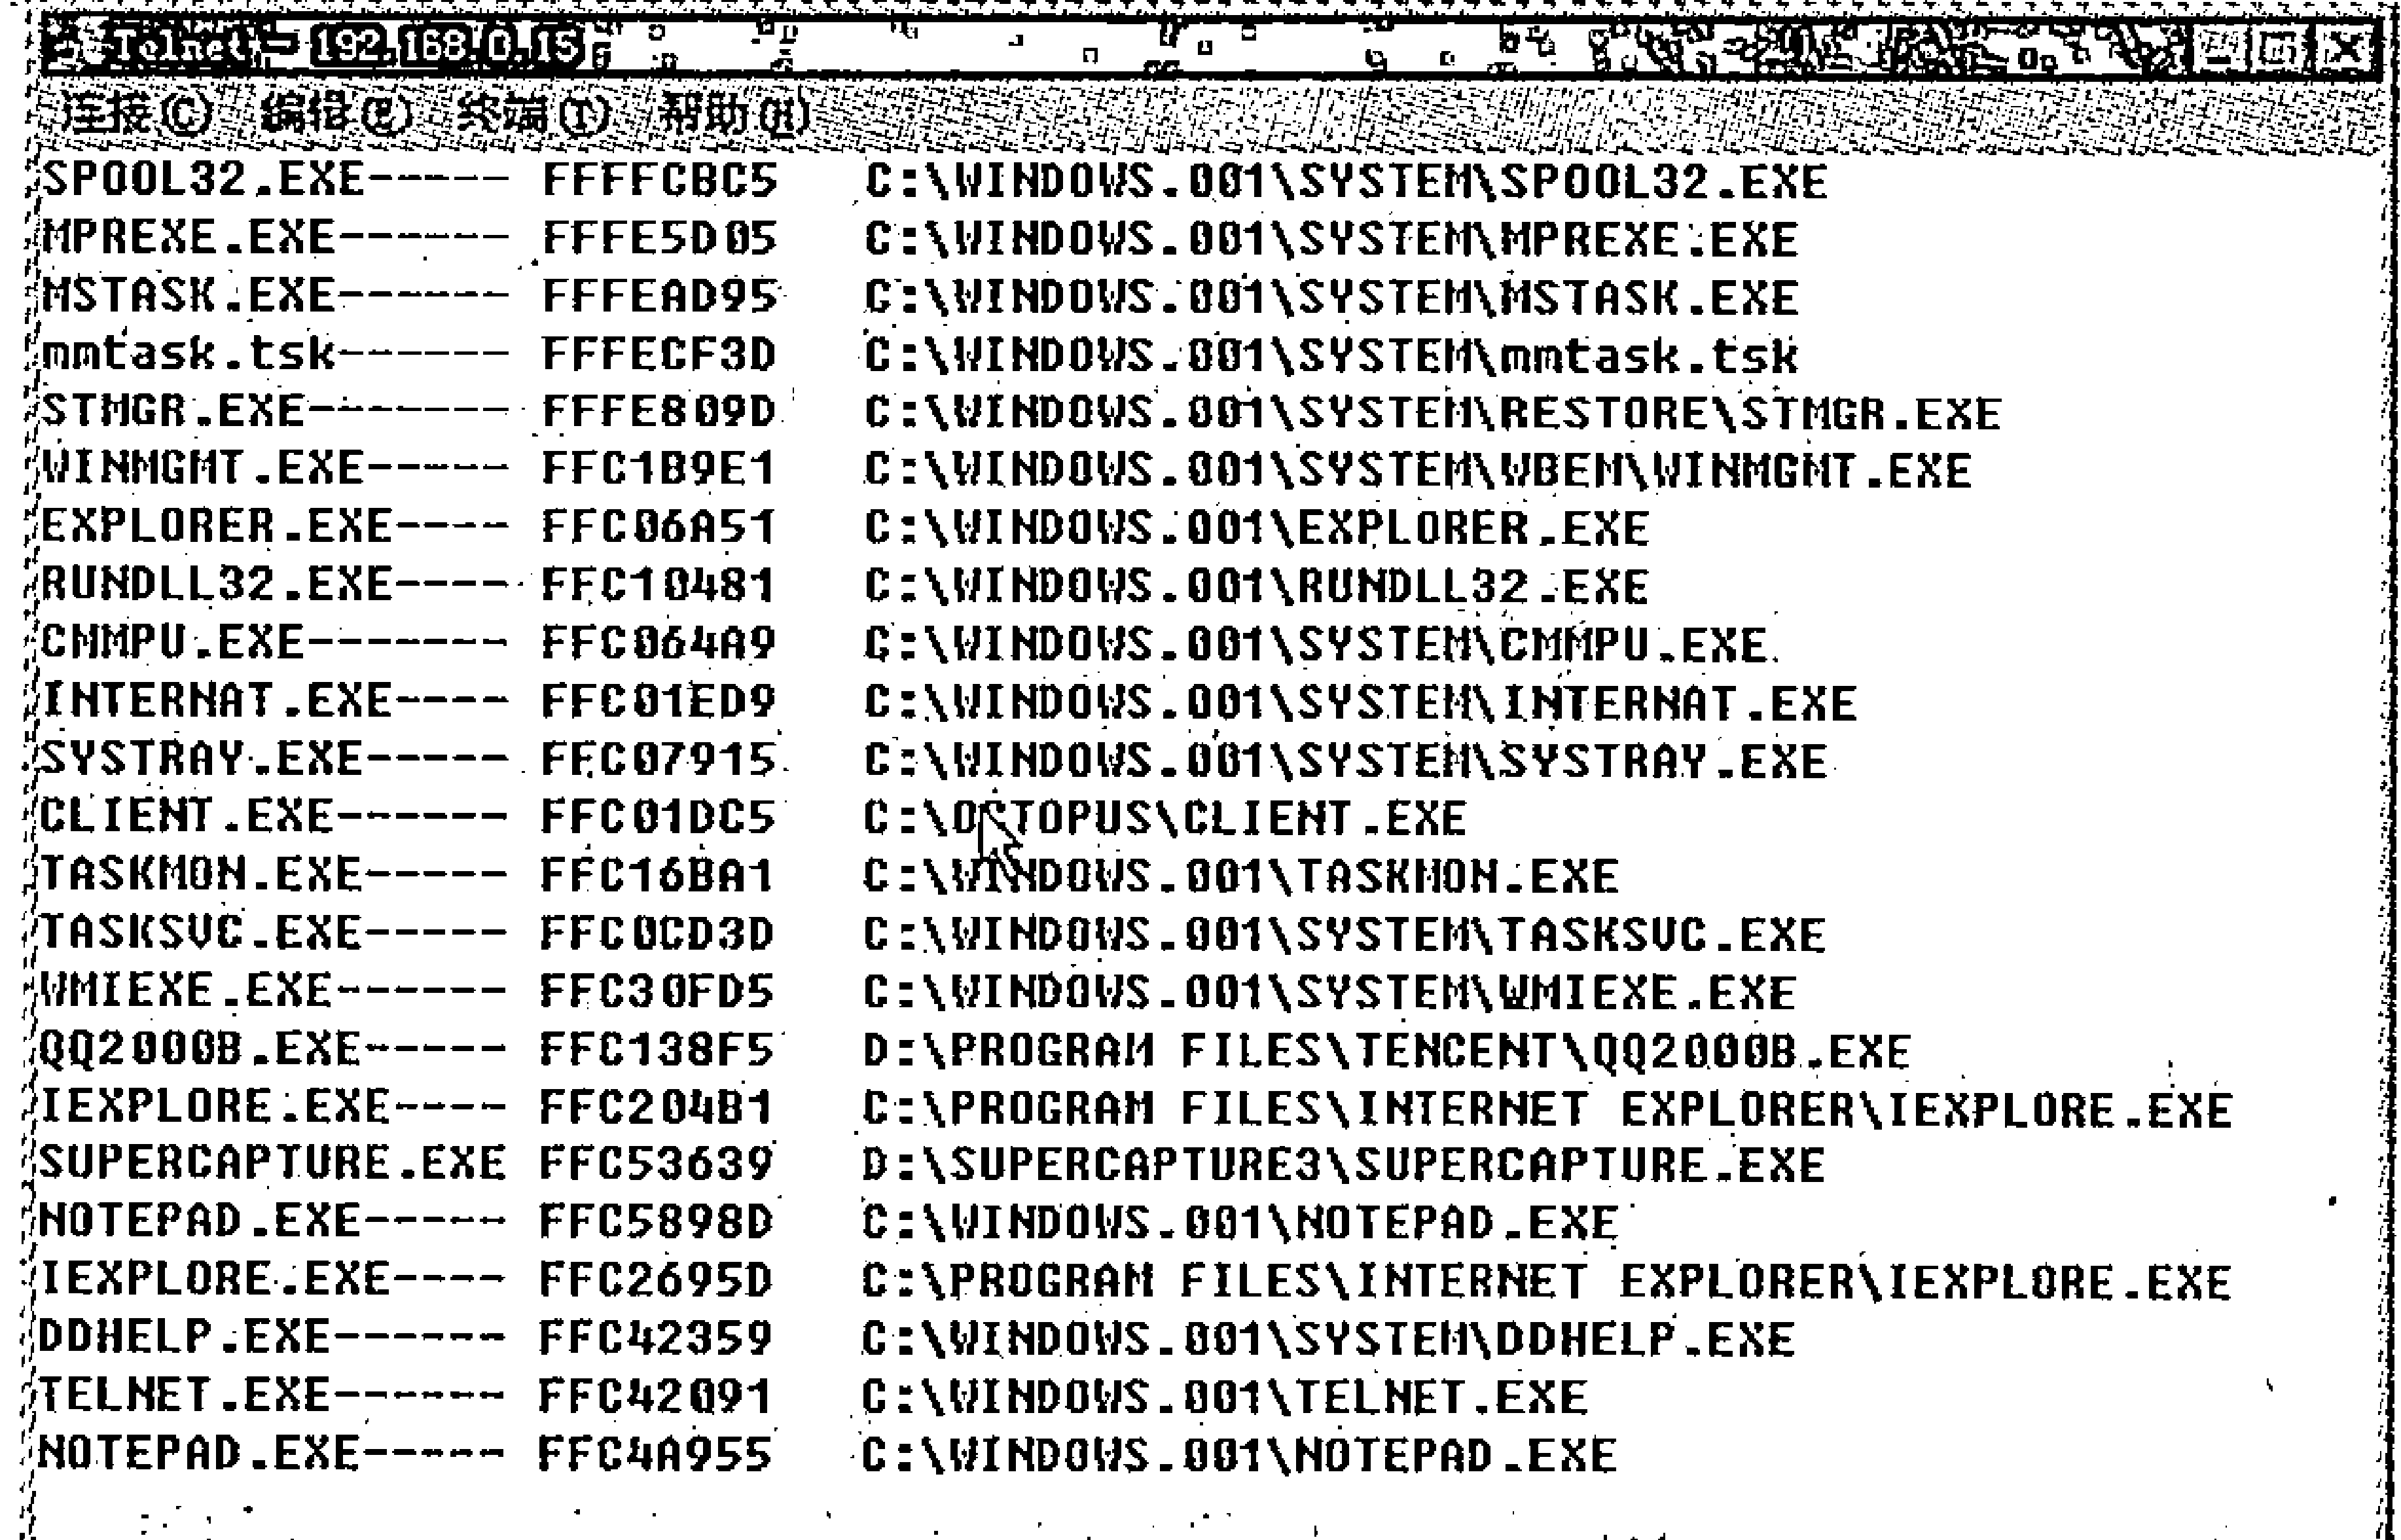 Telnet - 192.168.0.15
连接(C) 编辑(E) 终端(T) 帮助(H)
SPOOL32.EXE----- FFFFCBC5 C:\WINDOWS.001\SYSTEM\SPOOL32.EXE
MPREXE.EXE------ FFFE5D05 C:\WINDOWS.001\SYSTEM\MPREXE.EXE
MSTASK.EXE------ FFFEAD95 C:\WINDOWS.001\SYSTEM\MSTASK.EXE
mmtask.tsk------ FFFECF3D C:\WINDOWS.001\SYSTEM\mmtask.tsk
STMGR.EXE------- FFFE809D C:\WINDOWS.001\SYSTEM\RESTORE\STMGR.EXE
WINMGMT.EXE----- FFC1B9E1 C:\WINDOWS.001\SYSTEM\WBEM\WINMGMT.EXE
EXPLORER.EXE---- FFC06A51 C:\WINDOWS.001\EXPLORER.EXE
RUNDLL32.EXE---- FFC10481 C:\WINDOWS.001\RUNDLL32.EXE
CMMPU.EXE------- FFC064A9 C:\WINDOWS.001\SYSTEM\CMMPU.EXE
INTERNAT.EXE---- FFC01ED9 C:\WINDOWS.001\SYSTEM\INTERNAT.EXE
SYSTRAY.EXE----- FFC07915 C:\WINDOWS.001\SYSTEM\SYSTRAY.EXE
CLIENT.EXE------ FFC01DC5 C:\OCTOPUS\CLIENT.EXE
TASKMON.EXE----- FFC16BA1 C:\WINDOWS.001\TASKMON.EXE
TASKSVC.EXE----- FFC0CD3D C:\WINDOWS.001\SYSTEM\TASKSVC.EXE
WMIEXE.EXE------ FFC30FD5 C:\WINDOWS.001\SYSTEM\WMIEXE.EXE
QQ2000B.EXE----- FFC138F5 D:\PROGRAM FILES\TENCENT\QQ2000B.EXE
IEXPLORE.EXE---- FFC204B1 C:\PROGRAM FILES\INTERNET EXPLORER\IEXPLORE.EXE
SUPERCAPTURE.EXE FFC53639 D:\SUPERCAPTURE3\SUPERCAPTURE.EXE
NOTEPAD.EXE----- FFC5898D C:\WINDOWS.001\NOTEPAD.EXE
IEXPLORE.EXE---- FFC2695D C:\PROGRAM FILES\INTERNET EXPLORER\IEXPLORE.EXE
DDHELP.EXE------ FFC42359 C:\WINDOWS.001\SYSTEM\DDHELP.EXE
TELNET.EXE------ FFC42091 C:\WINDOWS.001\TELNET.EXE
NOTEPAD.EXE----- FFC4A955 C:\WINDOWS.001\NOTEPAD.EXE